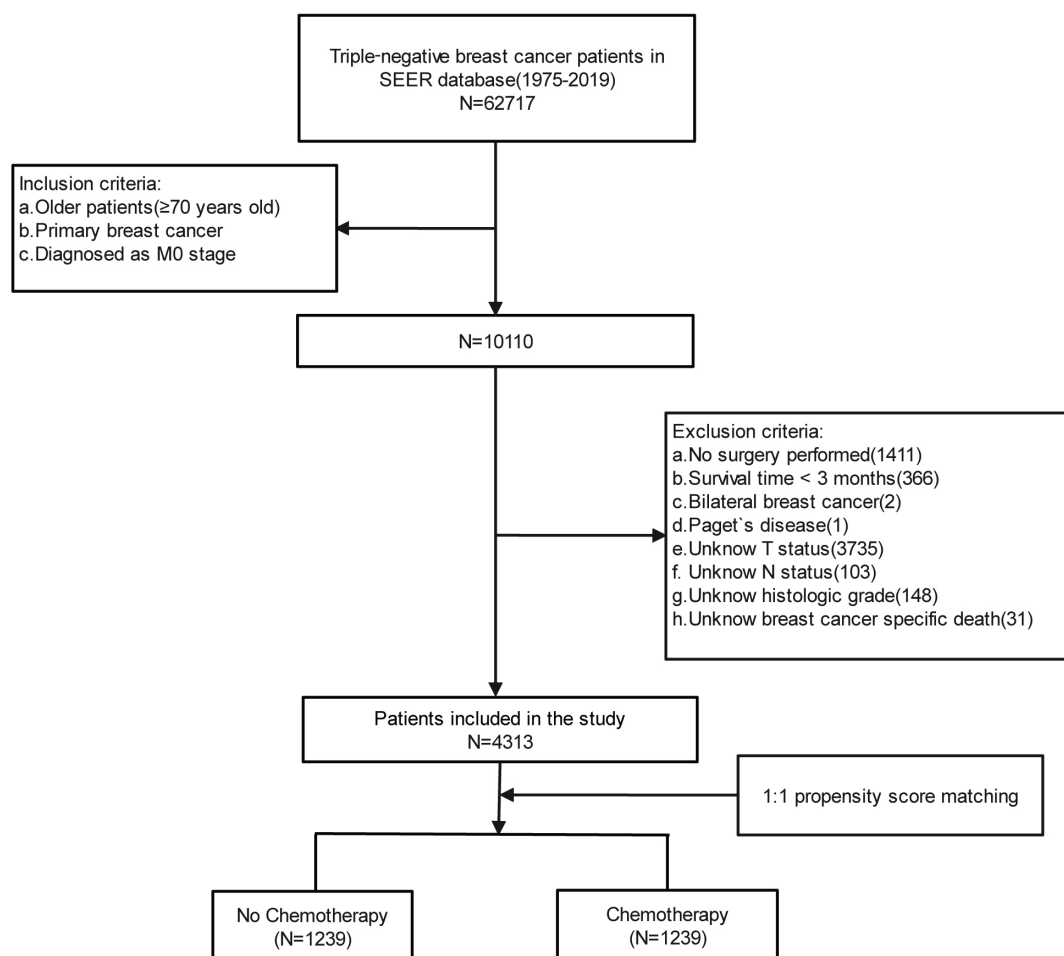 Triple-negative breast cancer patients in
SEER database(1975-2019)
N=62717
Inclusion criteria:
a.Older patients(≥70 years old)
b.Primary breast cancer
c.Diagnosed as M0 stage
N=10110
Exclusion criteria:
a.No surgery performed(1411)
b.Survival time < 3 months(366)
c.Bilateral breast cancer(2)
d.Paget`s disease(1)
e.Unknow T status(3735)
f. Unknow N status(103)
g.Unknow histologic grade(148)
h.Unknow breast cancer specific death(31)
Patients included in the study
N=4313
1:1 propensity score matching
No Chemotherapy
(N=1239)
Chemotherapy
(N=1239)